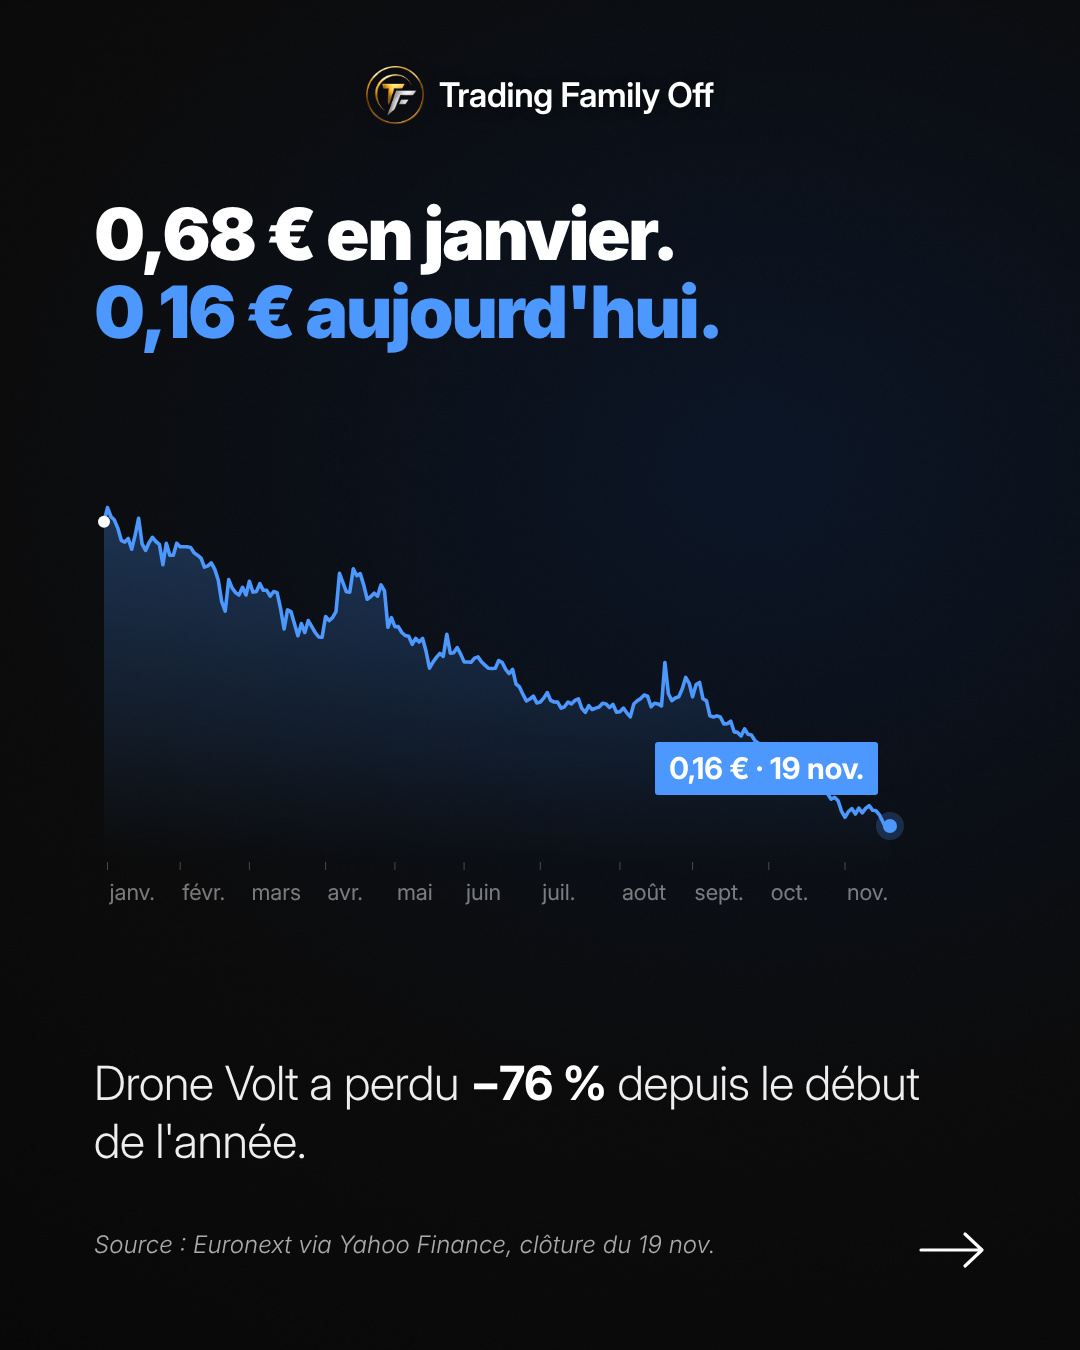 TF Trading Family Off
0,68 € en janvier.
0,16 € aujourd'hui.
0,16 € · 19 nov.
janv. févr. mars avr. mai juin juil. août sept. oct. nov.
Drone Volt a perdu –76 % depuis le début
de l'année.
Source : Euronext via Yahoo Finance, clôture du 19 nov.